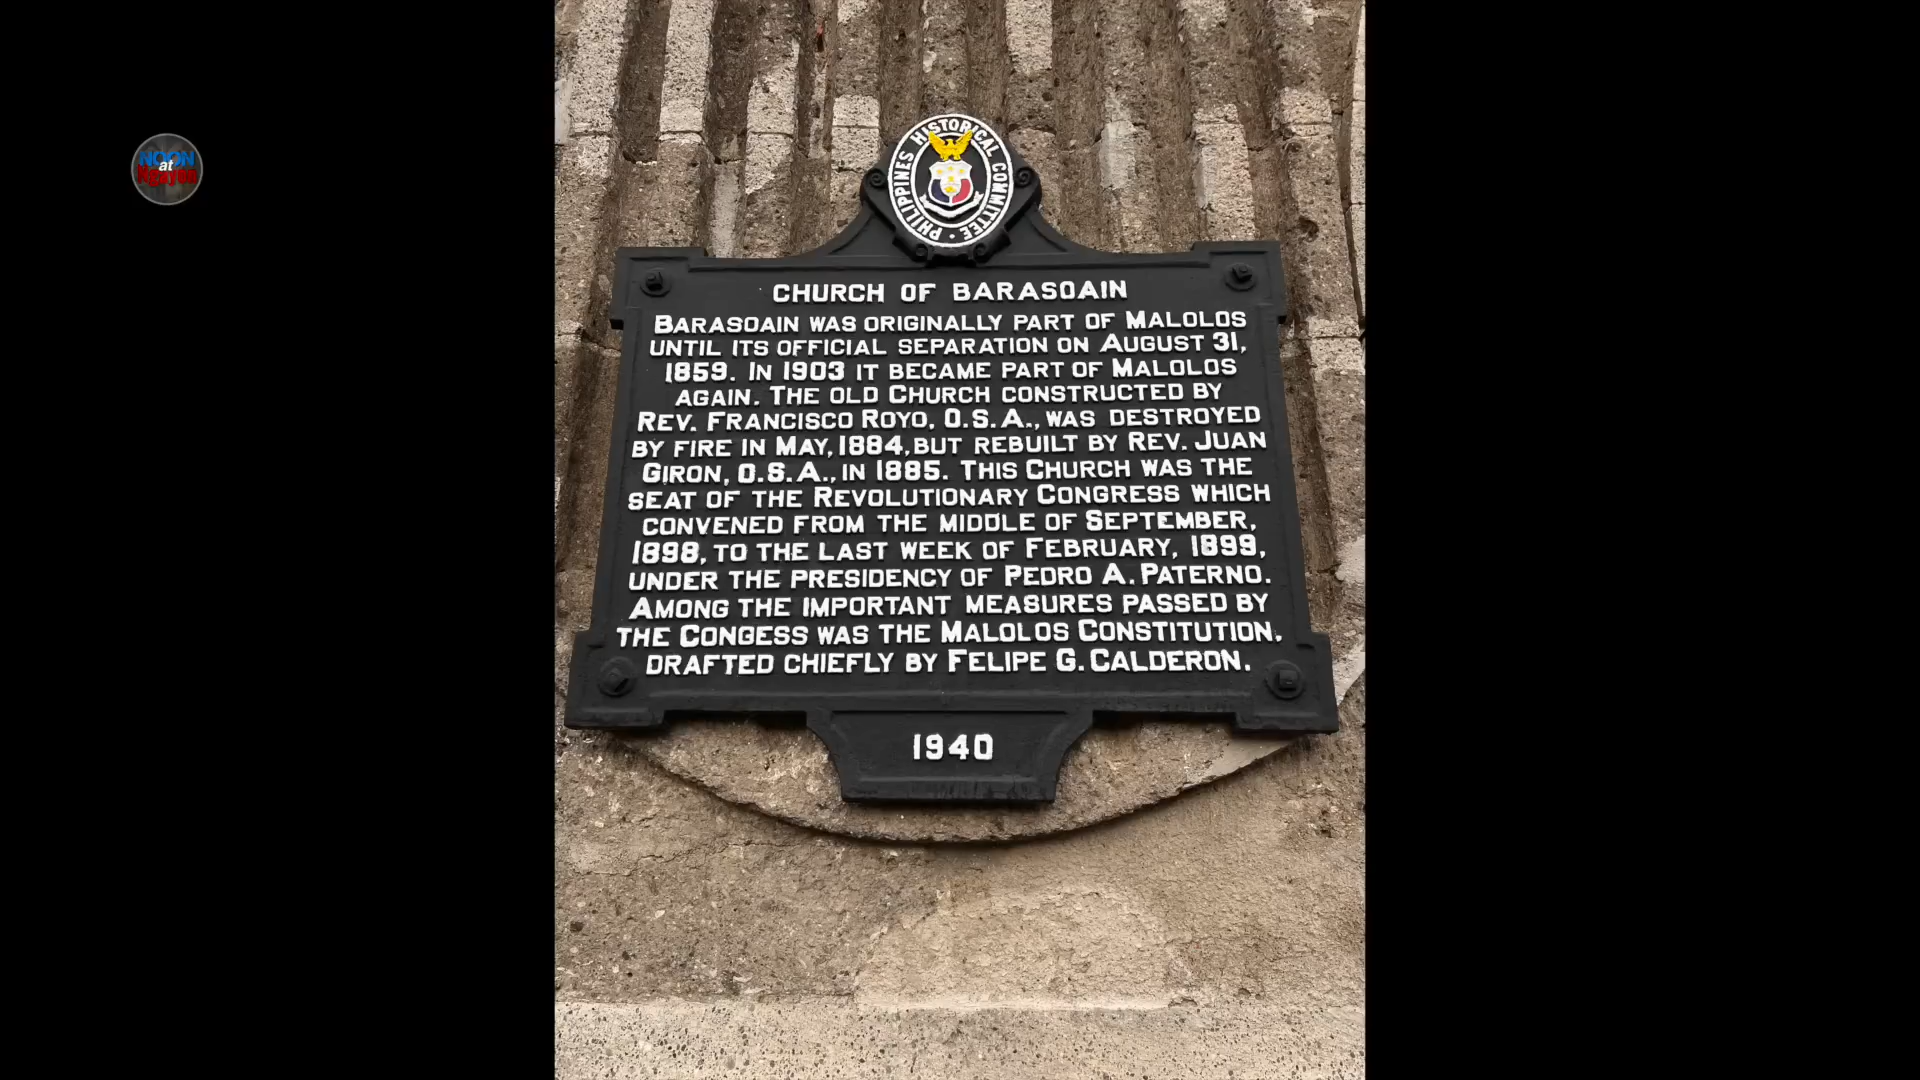 NOON
at
Ngayon
PHILIPPINES HISTORICAL COMMITTEE
CHURCH OF BARASOAIN
BARASOAIN WAS ORIGINALLY PART OF MALOLOS
UNTIL ITS OFFICIAL SEPARATION ON AUGUST 31,
1859. IN 1903 IT BECAME PART OF MALOLOS
AGAIN. THE OLD CHURCH CONSTRUCTED BY
REV. FRANCISCO ROYO, O.S.A., WAS DESTROYED
BY FIRE IN MAY, 1884, BUT REBUILT BY REV. JUAN
GIRON, O.S.A., IN 1885. THIS CHURCH WAS THE
SEAT OF THE REVOLUTIONARY CONGRESS WHICH
CONVENED FROM THE MIDDLE OF SEPTEMBER,
1898, TO THE LAST WEEK OF FEBRUARY, 1899,
UNDER THE PRESIDENCY OF PEDRO A. PATERNO.
AMONG THE IMPORTANT MEASURES PASSED BY
THE CONGESS WAS THE MALOLOS CONSTITUTION,
DRAFTED CHIEFLY BY FELIPE G. CALDERON.
1940